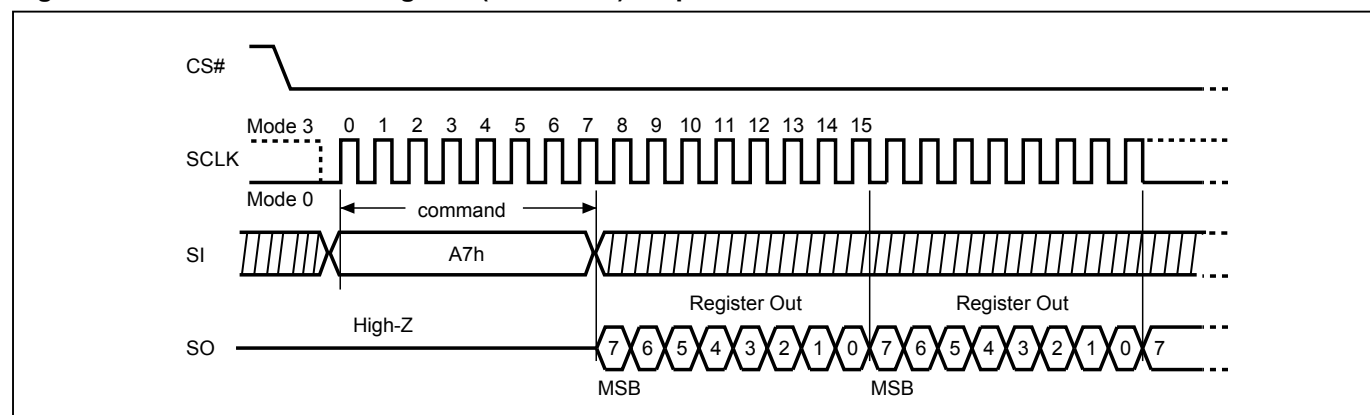 CS#
Mode 3 0 1 2 3 4 5 6 7 8 9 10 11 12 13 14 15
SCLK
Mode 0
command
SI
A7h
Register Out Register Out
High-Z
SO
7 6 5 4 3 2 1 0 7 6 5 4 3 2 1 0 7
MSB MSB